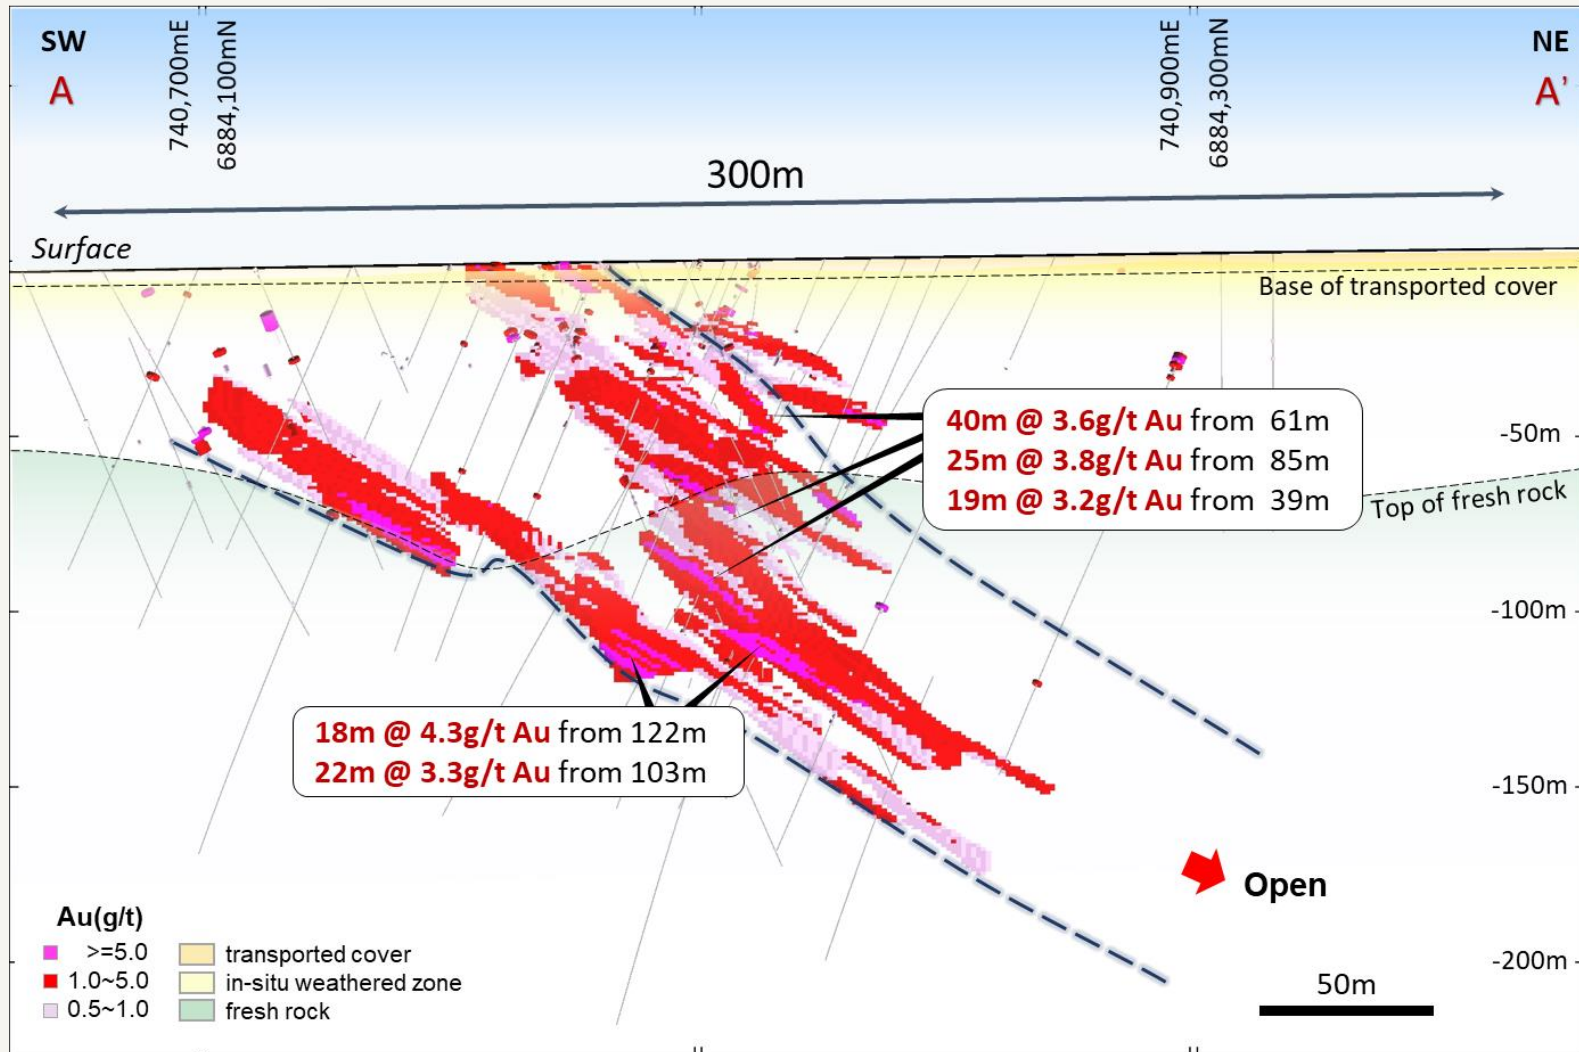 SW
NE
A
A’
740,700mE
6884,100mN
740,900mE
6884,300mN
300m
Surface
Base of transported cover
40m @ 3.6g/t Au from 61m
25m @ 3.8g/t Au from 85m
19m @ 3.2g/t Au from 39m
-50m
Top of fresh rock
-100m
18m @ 4.3g/t Au from 122m
22m @ 3.3g/t Au from 103m
-150m
Open
Au(g/t)
>=5.0 transported cover
1.0~5.0 in-situ weathered zone
0.5~1.0 fresh rock
-200m
50m